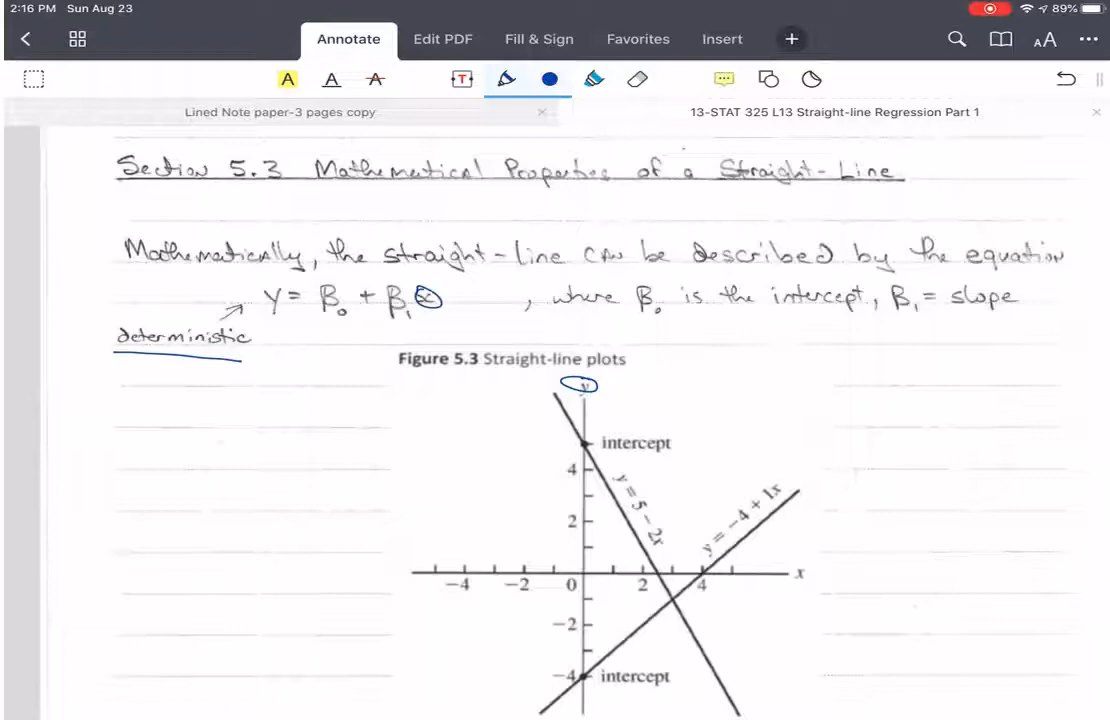 2:16 PM Sun Aug 23 89%
Annotate Edit PDF Fill & Sign Favorites Insert + AA
A A A T
Lined Note paper-3 pages copy × 13-STAT 325 L13 Straight-line Regression Part 1 ×
Section 5.3 Mathematical Properties of a Straight-Line
Mathematically, the straight-line can be described by the equation
y = β₀ + β₁x , where β₀ is the intercept, β₁ = slope
deterministic
Figure 5.3 Straight-line plots
y
intercept
4
y = 5 − 2x
y = −4 + 1x
2
−4 −2 0 2 4 x
−2
−4 intercept